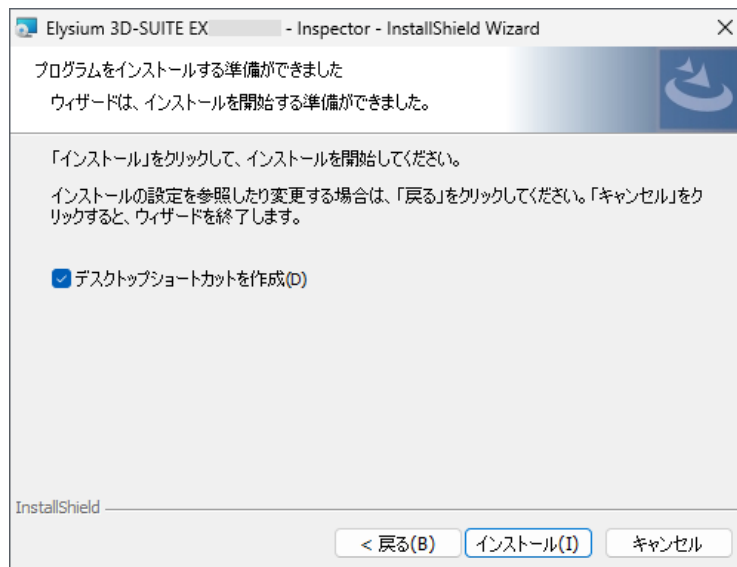 Elysium 3D-SUITE EX - Inspector - InstallShield Wizard
プログラムをインストールする準備ができました
ウィザードは、インストールを開始する準備ができました。
「インストール」をクリックして、インストールを開始してください。
インストールの設定を参照したり変更する場合は、「戻る」をクリックしてください。「キャンセル」をク
リックすると、ウィザードを終了します。
デスクトップショートカットを作成(D)
InstallShield
< 戻る(B) インストール(I) キャンセル